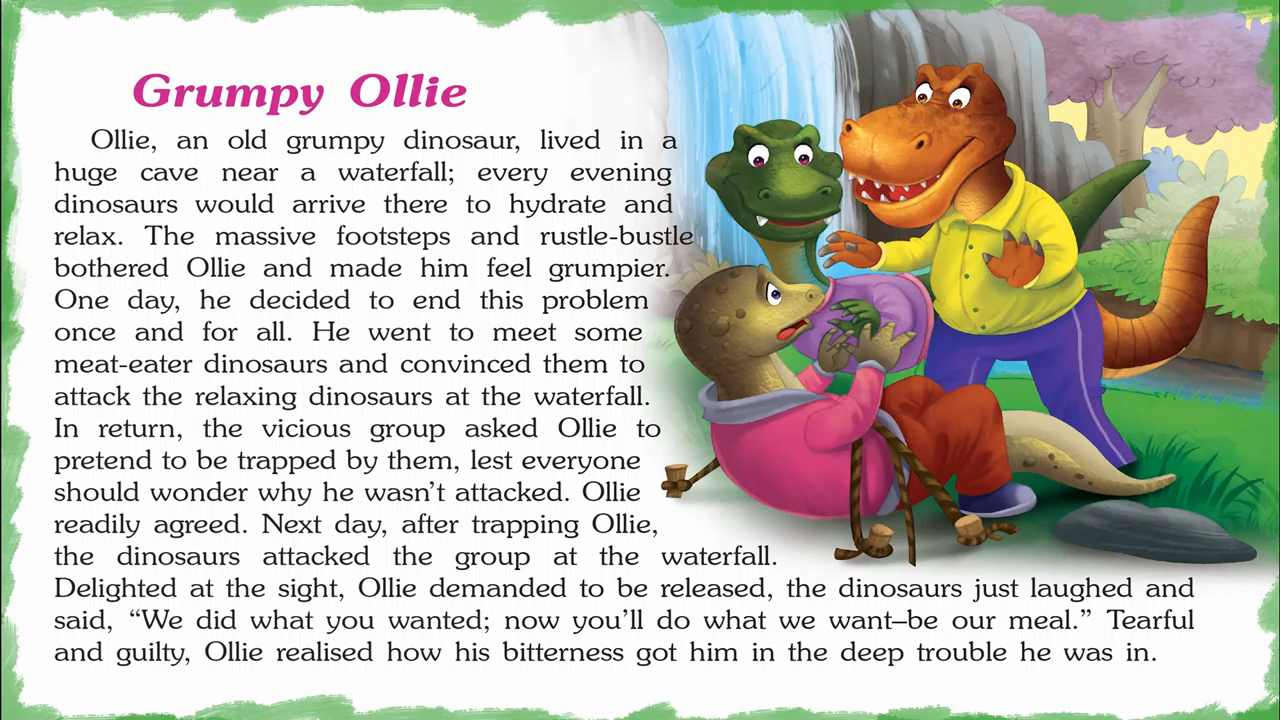 Grumpy Ollie
Ollie, an old grumpy dinosaur, lived in a
huge cave near a waterfall; every evening
dinosaurs would arrive there to hydrate and
relax. The massive footsteps and rustle-bustle
bothered Ollie and made him feel grumpier.
One day, he decided to end this problem
once and for all. He went to meet some
meat-eater dinosaurs and convinced them to
attack the relaxing dinosaurs at the waterfall.
In return, the vicious group asked Ollie to
pretend to be trapped by them, lest everyone
should wonder why he wasn’t attacked. Ollie
readily agreed. Next day, after trapping Ollie,
the dinosaurs attacked the group at the waterfall.
Delighted at the sight, Ollie demanded to be released, the dinosaurs just laughed and
said, “We did what you wanted; now you’ll do what we want–be our meal.” Tearful
and guilty, Ollie realised how his bitterness got him in the deep trouble he was in.